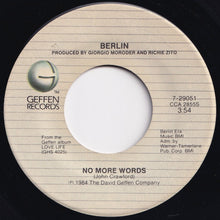 BERLIN
PRODUCED BY GIORGIO MORODER AND RICHIE ZITO
GEFFEN
RECORDS
7-29051
CCA 2855S
3:54
From the
Geffen album
LOVE LIFE
(GHS 4025)
Berlin Era
Music BMI
Adm. by
Warner-Tamerlane
Pub. Corp. BMI
NO MORE WORDS
(John Crawford)
℗ 1984 The David Geffen Company